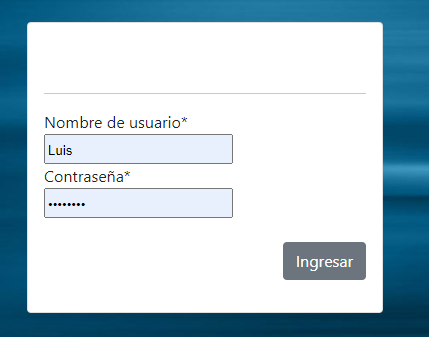 Nombre de usuario*
Luis
Contraseña*
••••••••
Ingresar